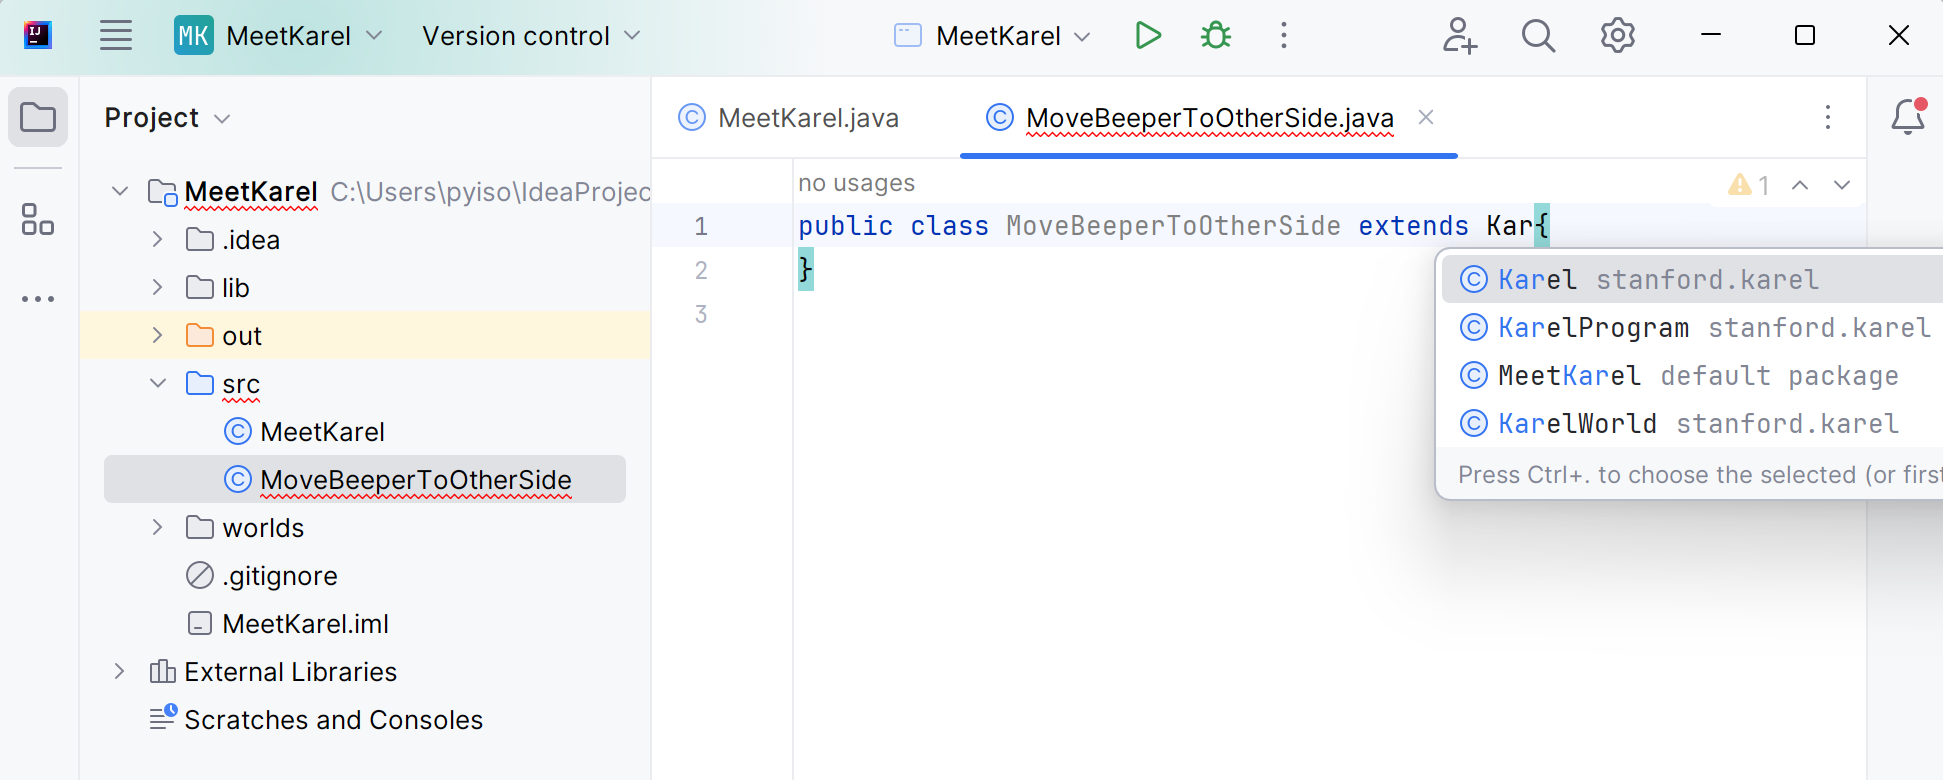 IJ MK MeetKarel Version control MeetKarel
Project
MeetKarel.java MoveBeeperToOtherSide.java
MeetKarel C:\Users\pyiso\IdeaProjec
.idea
lib
out
src
MeetKarel
MoveBeeperToOtherSide
worlds
.gitignore
MeetKarel.iml
External Libraries
Scratches and Consoles
no usages
1
1 public class MoveBeeperToOtherSide extends Kar{
2 }
3
Karel stanford.karel
KarelProgram stanford.karel
MeetKarel default package
KarelWorld stanford.karel
Press Ctrl+. to choose the selected (or first